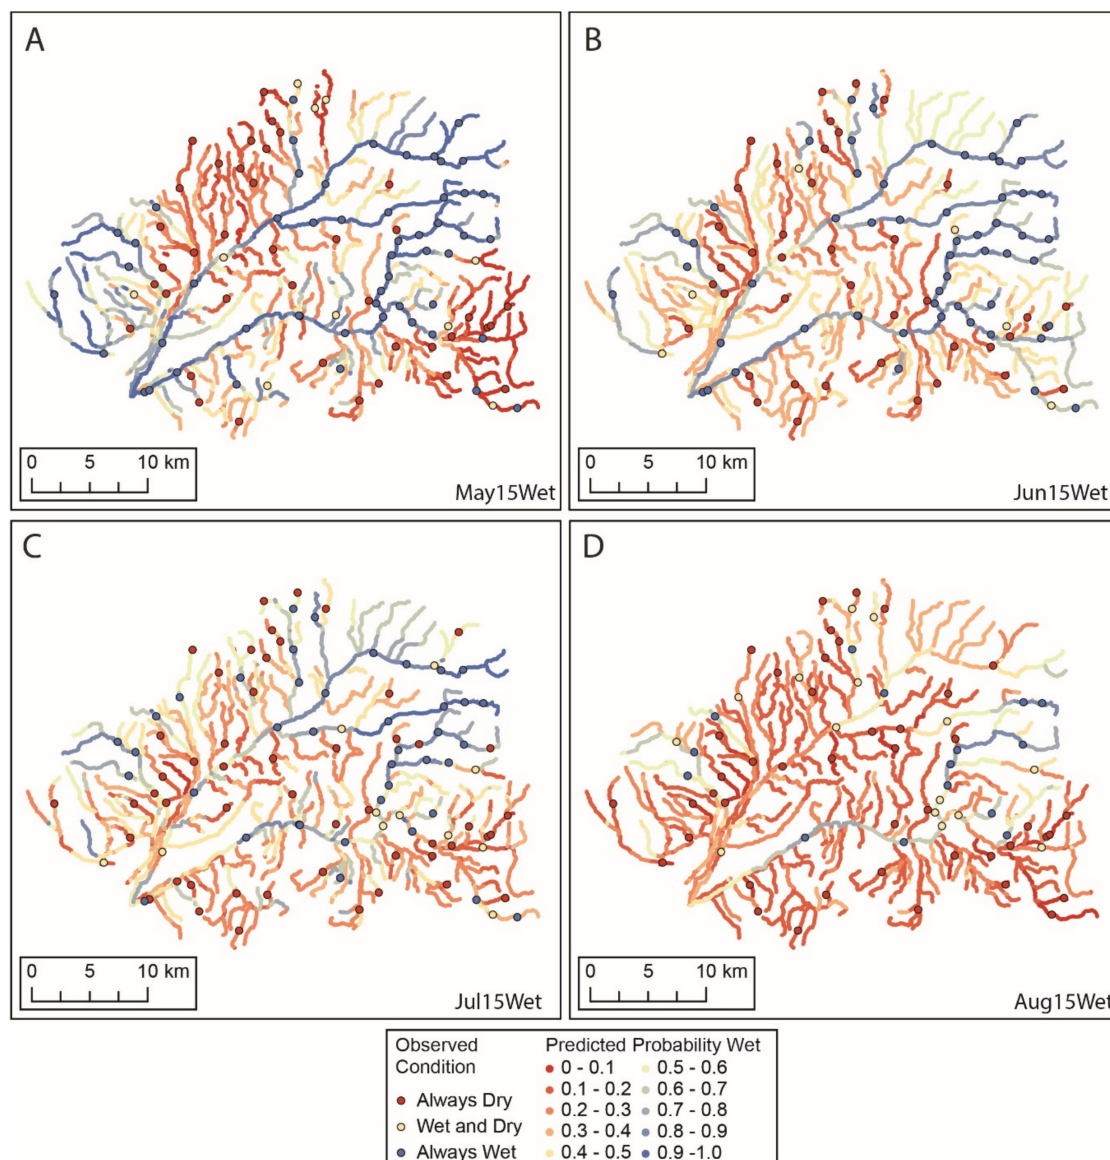 A
0 5 10 km
May15Wet
B
0 5 10 km
Jun15Wet
C
0 6 10 km
Jul15Wet
D
0 6 10 km
Aug15Wet
Observed Condition
Always Dry
Wet and Dry
Always Wet
Predicted Probability Wet
0 - 0.1
0.1 - 0.2
0.2 - 0.3
0.3 - 0.4
0.4 - 0.5
0.5 - 0.6
0.6 - 0.7
0.7 - 0.8
0.8 - 0.9
0.9 -1.0